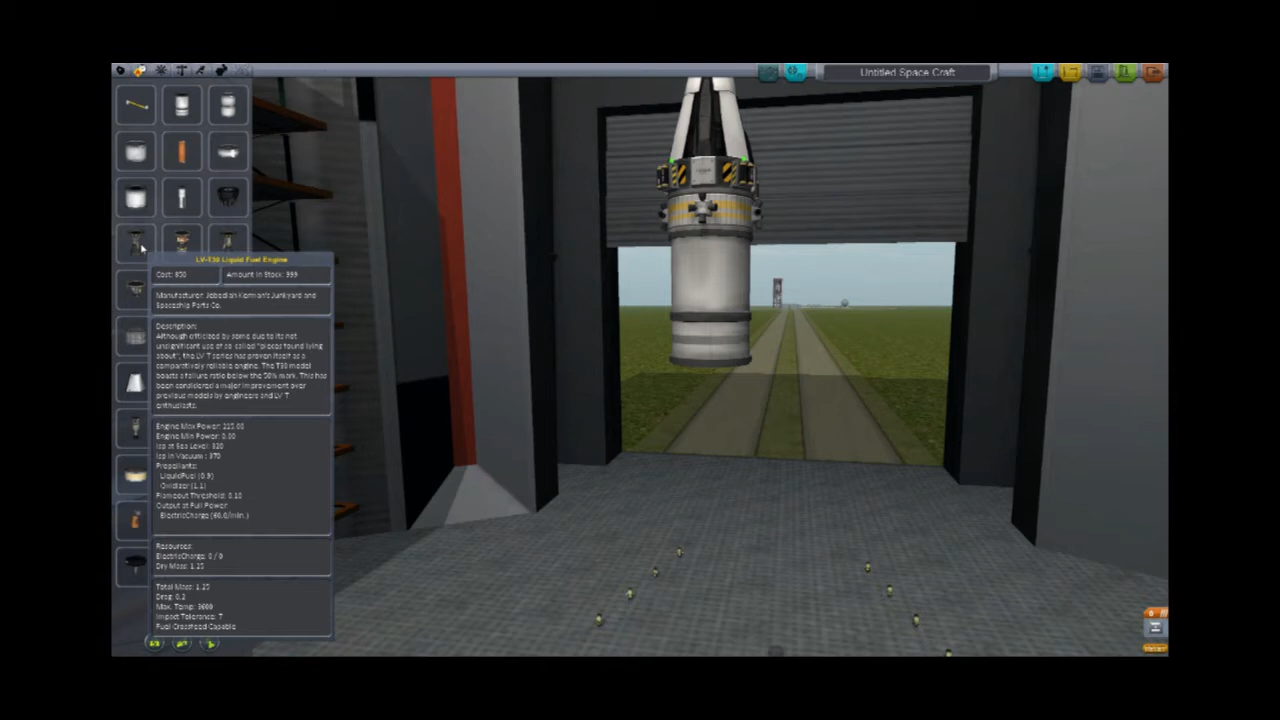 Untitled Space Craft
LV-T30 Liquid Fuel Engine
Cost: 850
Amount in Stock: 999
Manufacturer: Jebediah Kerman's Junkyard and
Spaceship Parts Co.
Description:
Although criticized by some due to its not
unsignificant use of so-called "pieces found lying
about", the LV-T series has proven itself as a
comparatively reliable engine. The T30 model
boasts a failure ratio below the 50% mark. This has
been considered a major improvement over
previous models by engineers and LV-T
enthusiasts.
Engine Max Power: 215.00
Engine Min Power: 0.00
Isp at Sea Level: 320
Isp in Vacuum: 370
Propellants:
LiquidFuel (0.9)
Oxidizer (1.1)
Flameout Threshold: 0.10
Output at Full Power:
ElectricCharge (60.0/min.)
Resources:
ElectricCharge: 0 / 0
Dry Mass: 1.25
Total Mass: 1.25
Drag: 0.2
Max. Temp: 3600
Impact Tolerance: 7
Fuel Crossfeed Capable